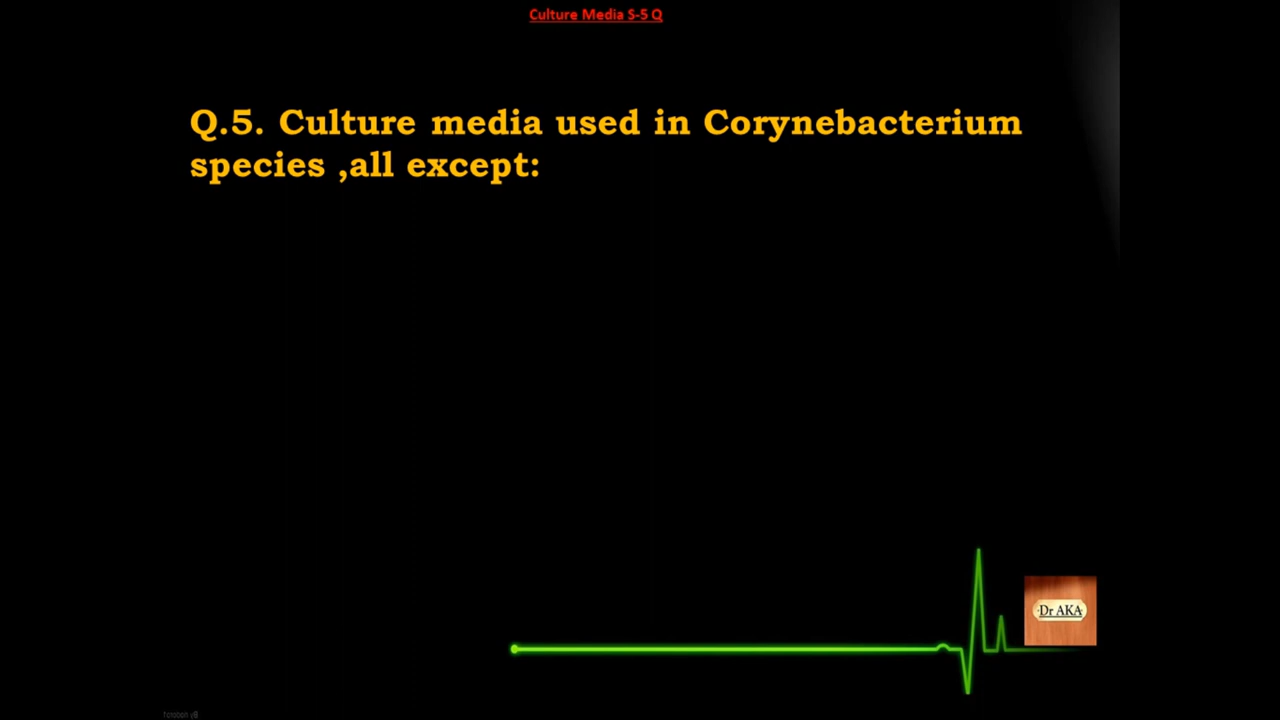 Culture Media S-5 Q
Q.5. Culture media used in Corynebacterium
species ,all except:
Dr AKA